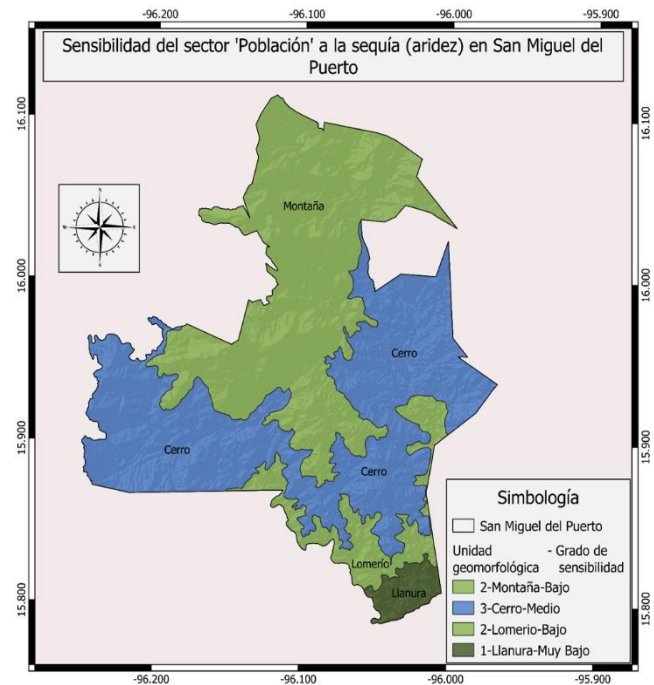 -96.200
-96.100
-96.000
-95.900
Sensibilidad del sector 'Población' a la sequía (aridez) en San Miguel del
Puerto
16.100
16.100
Montaña
16.000
16.000
Cerro
15.900
15.900
Cerro
Cerro
Simbología
San Miguel del Puerto
Unidad - Grado de
geomorfológica sensibilidad
2-Montaña-Bajo
3-Cerro-Medio
2-Lomerio-Bajo
1-Llanura-Muy Bajo
Lomerío
Llanura
15.800
15.800
-96.200
-96.100
-96.000
-95.900